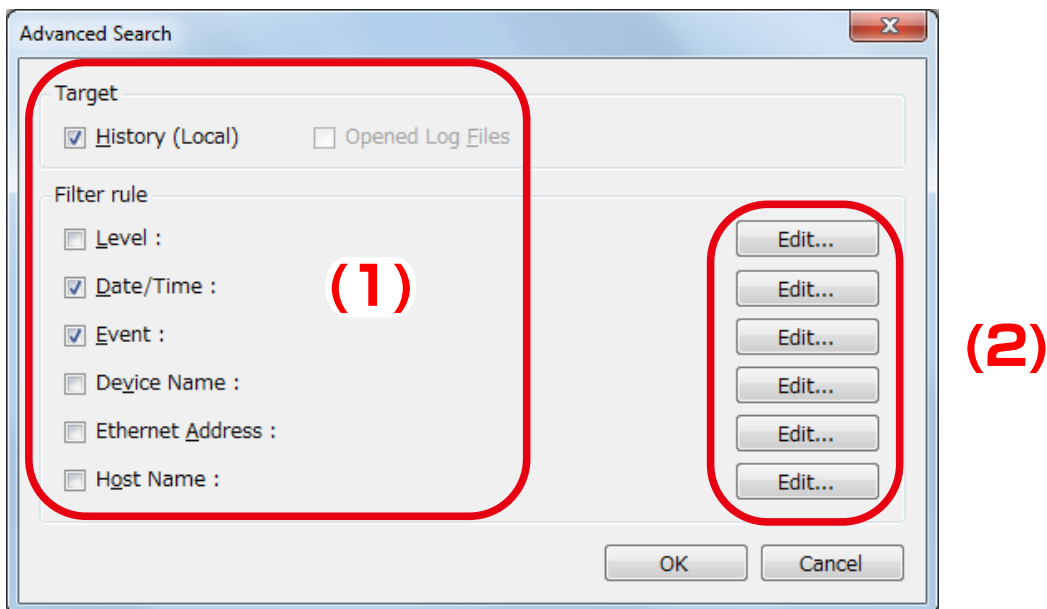 Advanced Search
Target
History (Local) Opened Log Files
Filter rule
Level : Edit...
Date/Time : (1) Edit...
Event : Edit... (2)
Device Name : Edit...
Ethernet Address : Edit...
Host Name : Edit...
OK Cancel